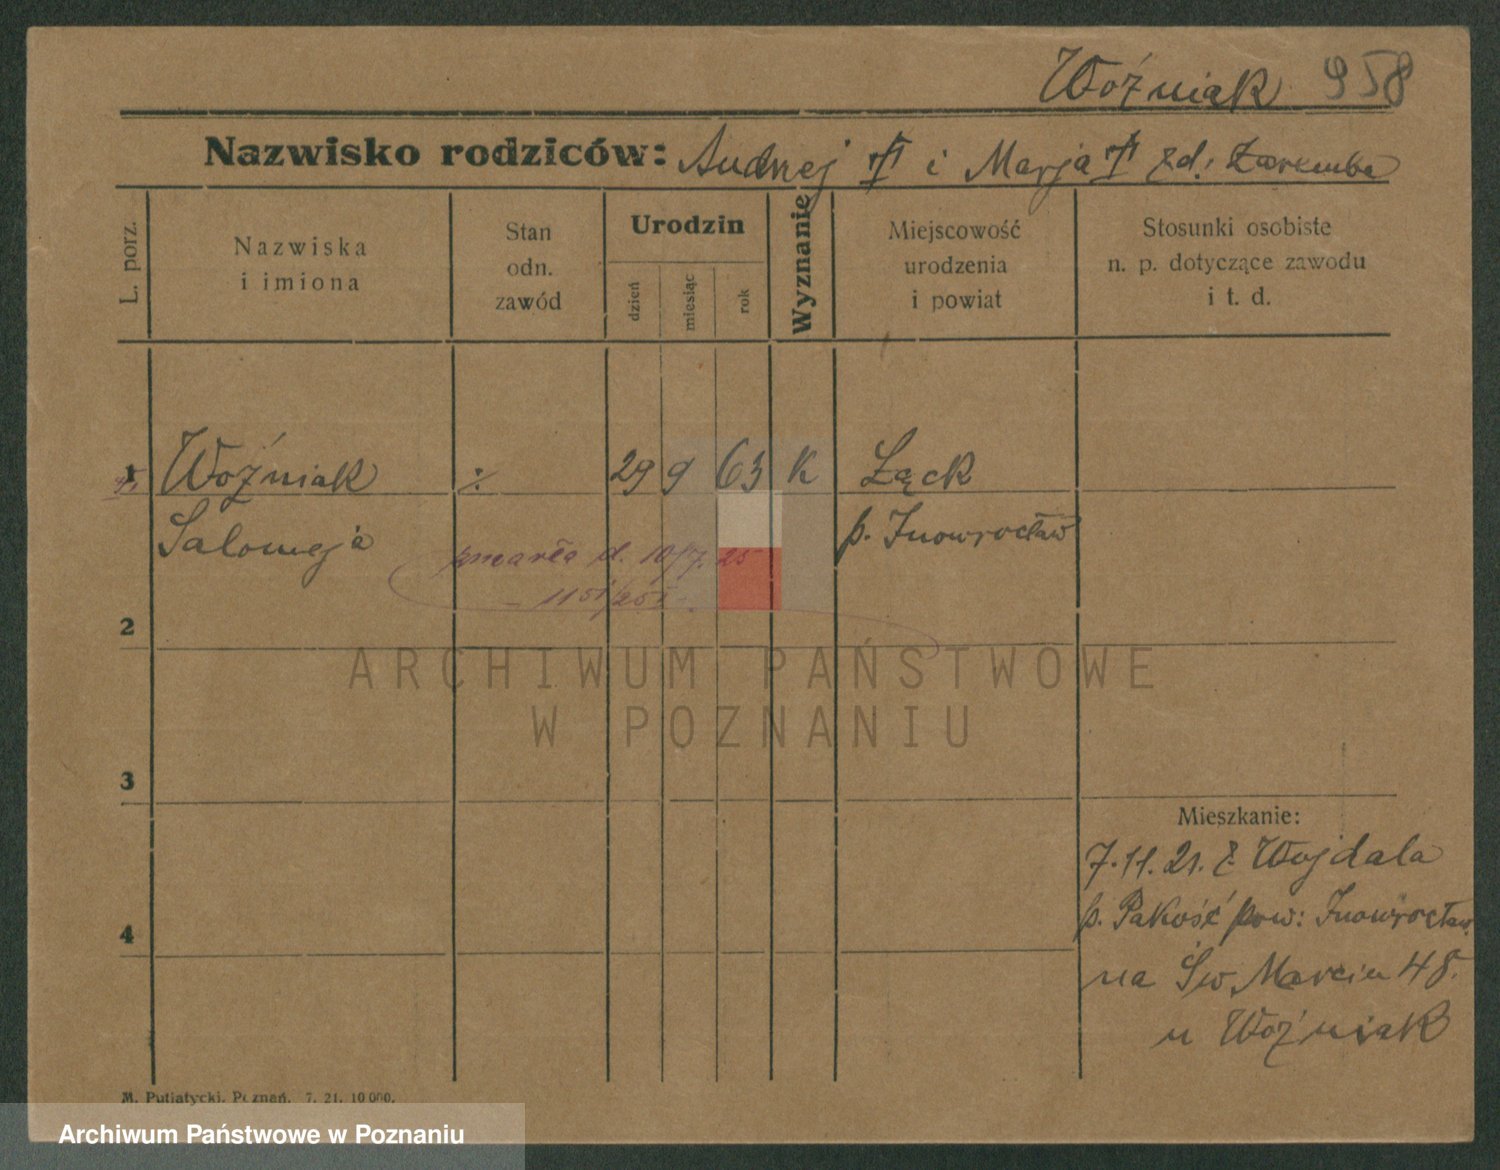 Woźniak 958
Nazwisko rodziców: Andrzej † i Marja † zd. Zaremba
L. porz.
Nazwiska
i imiona
Stan
odn.
zawód
Urodzin
dzień
miesiąc
rok
Wyznanie
Miejscowość
urodzenia
i powiat
Stosunki osobiste
n. p. dotyczące zawodu
i t. d.
1 Woźniak ./. 29 9 63 K Łąck
Salomeja p. Inowrocław
zmarła d. 10/7. 25
- 1151/25 I.
2
3
4
Mieszkanie:
7.11.21. z Wojdala
p. Pakość pow: Inowrocław.
na Św. Marcin 48.
u Woźniak
M. Putiatycki, Poznań. 7. 21. 10 000.
ARCHIWUM PAŃSTWOWE
W POZNANIU
Archiwum Państwowe w Poznaniu